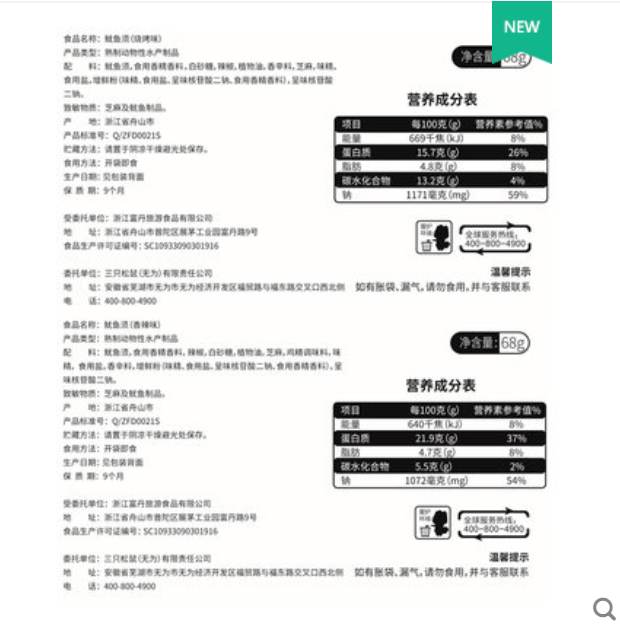 NEW
食品名称：鱿鱼须(烧烤味)
产品类型：熟制动物性水产制品
配 料：鱿鱼须，食用香精香料，白砂糖，辣椒，植物油，香辛料，芝麻，味精，
食用盐，增鲜粉（味精，食用盐，呈味核苷酸二钠，食用香精香料），呈味核苷酸
二钠。
致敏物质：芝麻及鱿鱼制品。
产 地：浙江省舟山市
产品标准号：Q/ZFD0021S
贮藏方法：请置于阴凉干燥避光处保存。
食用方法：开袋即食
生产日期：见包装背面
保 质 期：9个月
净含量：68g
营养成分表
项目 每100克(g) 营养素参考值%
能量 669千焦(kJ) 8%
蛋白质 15.7克(g) 26%
脂肪 4.8克(g) 8%
碳水化合物 13.2克(g) 4%
钠 1171毫克(mg) 59%
受委托单位：浙江富丹旅游食品有限公司
地 址：浙江省舟山市普陀区展茅工业园富丹路9号
食品生产许可证编号：SC10933090301916
爱护
环境
全球服务热线：
400-800-4900
委托单位：三只松鼠(无为)有限责任公司
地 址：安徽省芜湖市无为市无为经济开发区福贸路与福东路交叉口西北侧
电 话：400-800-4900
温馨提示
如有胀袋、漏气，请勿食用，并与客服联系
食品名称：鱿鱼须(香辣味)
产品类型：熟制动物性水产制品
配 料：鱿鱼须，食用香精香料，辣椒，白砂糖，植物油，芝麻，鸡精调味料，味
精，食用盐，香辛料，增鲜粉（味精，食用盐，呈味核苷酸二钠，食用香精香料），呈
味核苷酸二钠。
致敏物质：芝麻及鱿鱼制品。
产 地：浙江省舟山市
产品标准号：Q/ZFD0021S
贮藏方法：请置于阴凉干燥避光处保存。
食用方法：开袋即食
生产日期：见包装背面
保 质 期：9个月
净含量：68g
营养成分表
项目 每100克(g) 营养素参考值%
能量 640千焦(kJ) 8%
蛋白质 21.9克(g) 37%
脂肪 4.7克(g) 8%
碳水化合物 5.5克(g) 2%
钠 1072毫克(mg) 54%
受委托单位：浙江富丹旅游食品有限公司
地 址：浙江省舟山市普陀区展茅工业园富丹路9号
食品生产许可证编号：SC10933090301916
爱护
环境
全球服务热线：
400-800-4900
委托单位：三只松鼠(无为)有限责任公司
地 址：安徽省芜湖市无为市无为经济开发区福贸路与福东路交叉口西北侧
电 话：400-800-4900
温馨提示
如有胀袋、漏气，请勿食用，并与客服联系